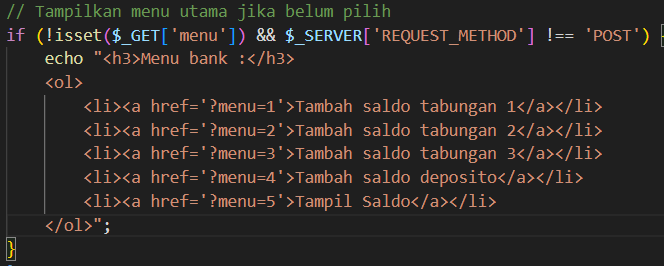 // Tampilkan menu utama jika belum pilih
if (!isset($_GET['menu']) && $_SERVER['REQUEST_METHOD'] !== 'POST') {
    echo "<h3>Menu bank :</h3>
    <ol>
        <li><a href='?menu=1'>Tambah saldo tabungan 1</a></li>
        <li><a href='?menu=2'>Tambah saldo tabungan 2</a></li>
        <li><a href='?menu=3'>Tambah saldo tabungan 3</a></li>
        <li><a href='?menu=4'>Tambah saldo deposito</a></li>
        <li><a href='?menu=5'>Tampil Saldo</a></li>
    </ol>";
}